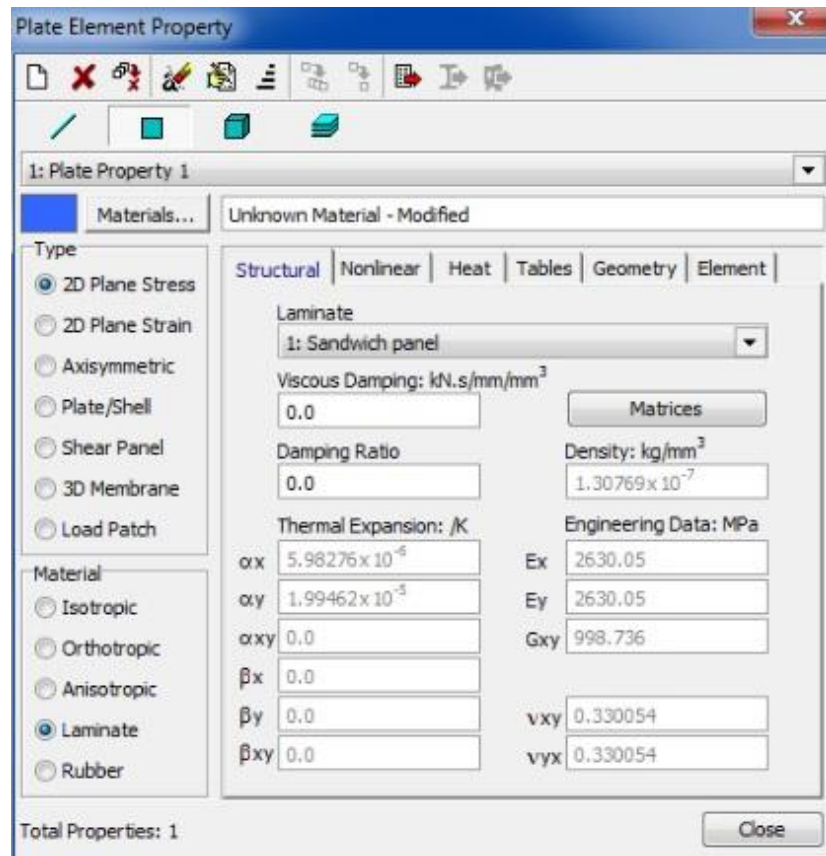 Plate Element Property
1: Plate Property 1
Materials...
Unknown Material - Modified
Type
2D Plane Stress
2D Plane Strain
Axisymmetric
Plate/Shell
Shear Panel
3D Membrane
Load Patch
Material
Isotropic
Orthotropic
Anisotropic
Laminate
Rubber
Structural Nonlinear Heat Tables Geometry Element
Laminate
1: Sandwich panel
Viscous Damping: kN.s/mm/mm³
0.0
Matrices
Damping Ratio
0.0
Density: kg/mm³
1.30769x10⁻⁷
Thermal Expansion: /K
αx 5.98276x10⁻⁶
αy 1.99462x10⁻⁵
αxy 0.0
βx 0.0
βy 0.0
βxy 0.0
Engineering Data: MPa
Ex 2630.05
Ey 2630.05
Gxy 998.736
νxy 0.330054
νyx 0.330054
Total Properties: 1
Close